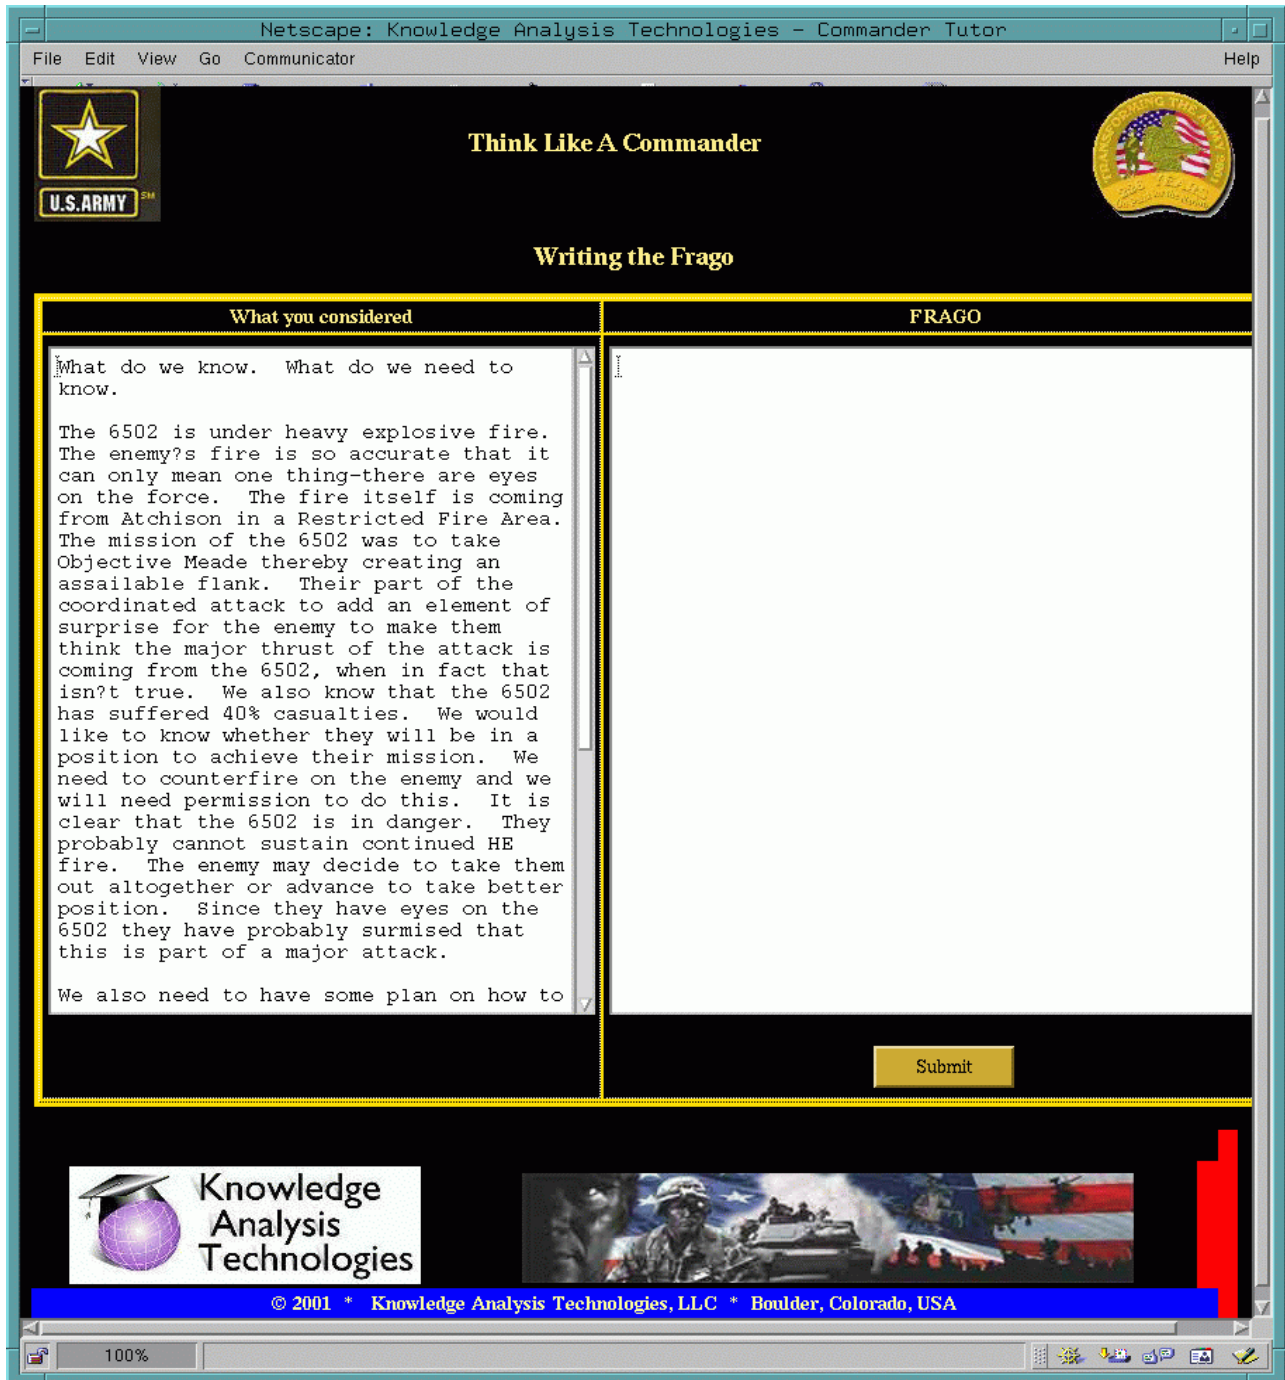 Netscape: Knowledge Analysis Technologies - Commander Tutor
File Edit View Go Communicator Help
U.S.ARMY SM
Think Like A Commander
TRANSFORMING THE ARMY
YEARS
Writing the Frago
What you considered
FRAGO
What do we know.  What do we need to
know.
The 6502 is under heavy explosive fire.
The enemy?s fire is so accurate that it
can only mean one thing-there are eyes
on the force.  The fire itself is coming
from Atchison in a Restricted Fire Area.
The mission of the 6502 was to take
Objective Meade thereby creating an
assailable flank.  Their part of the
coordinated attack to add an element of
surprise for the enemy to make them
think the major thrust of the attack is
coming from the 6502, when in fact that
isn?t true.  We also know that the 6502
has suffered 40% casualties.  We would
like to know whether they will be in a
position to achieve their mission.  We
need to counterfire on the enemy and we
will need permission to do this.  It is
clear that the 6502 is in danger.  They
probably cannot sustain continued HE
fire.  The enemy may decide to take them
out altogether or advance to take better
position.  Since they have eyes on the
6502 they have probably surmised that
this is part of a major attack.
We also need to have some plan on how to
Submit
Knowledge
Analysis
Technologies
© 2001 * Knowledge Analysis Technologies, LLC * Boulder, Colorado, USA
100%